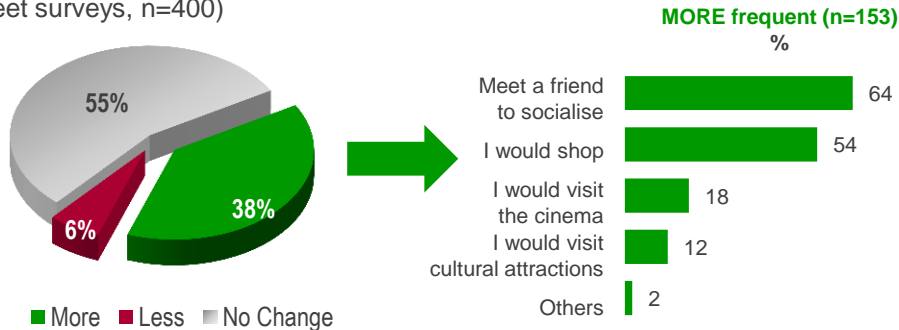 eet surveys, n=400)
MORE frequent (n=153)
%
55%
38%
6%
More Less No Change
Meet a friend
to socialise
64
I would shop
54
I would visit
the cinema
18
I would visit
cultural attractions
12
Others
2